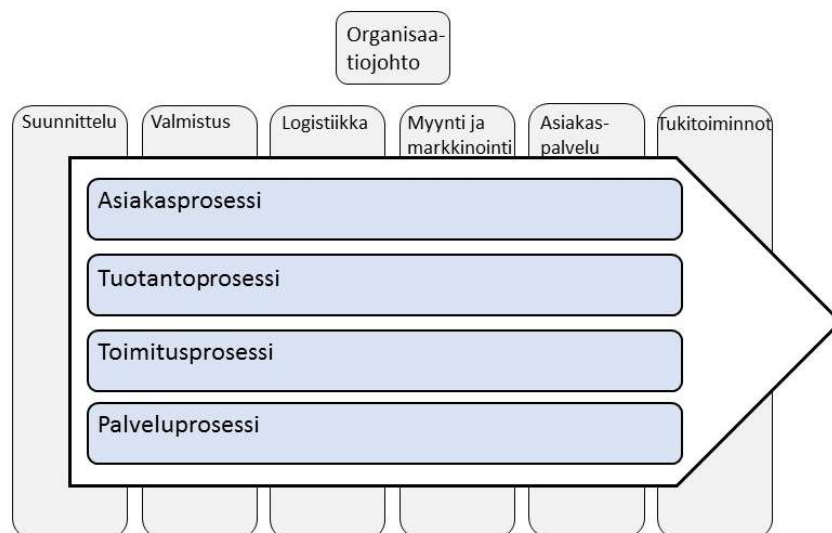 Organisaa-
tiojohto
Suunnittelu
Valmistus
Logistiikka
Myynti ja
markkinointi
Asiakas-
palvelu
Tukitoiminnot
Asiakasprosessi
Tuotantoprosessi
Toimitusprosessi
Palveluprosessi